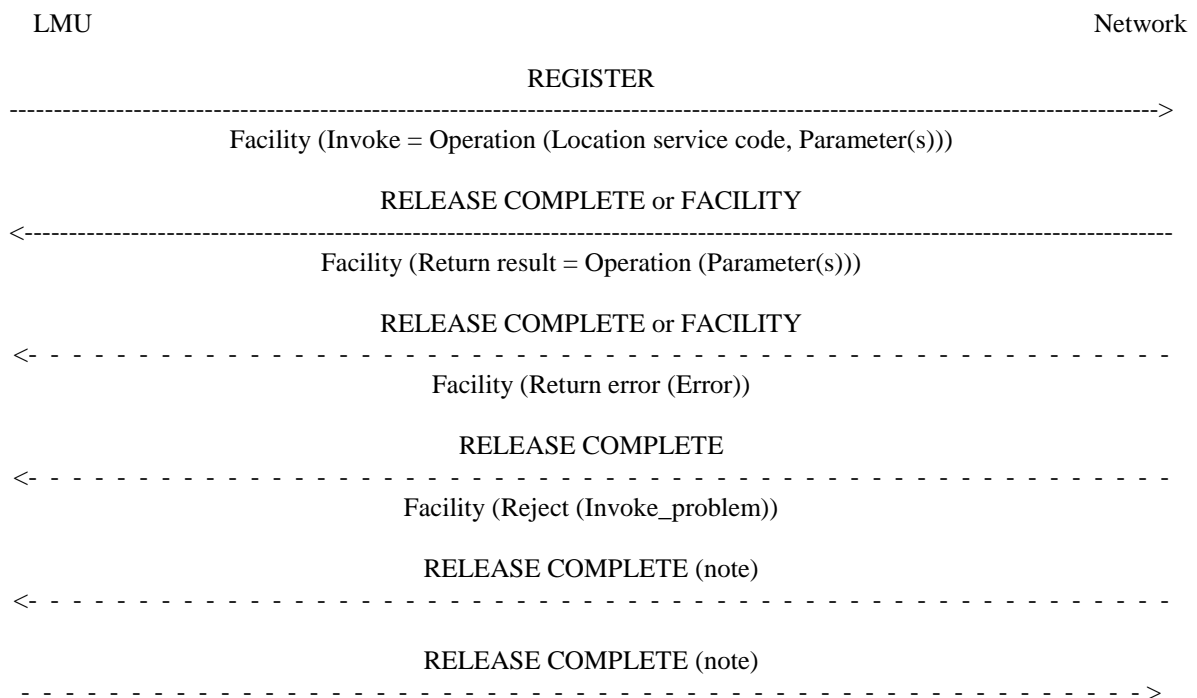 LMU Network
REGISTER
------------------------------------------------------------------------------------------------------------------------------------>
Facility (Invoke = Operation (Location service code, Parameter(s)))
RELEASE COMPLETE or FACILITY
<------------------------------------------------------------------------------------------------------------------------------------
Facility (Return result = Operation (Parameter(s)))
RELEASE COMPLETE or FACILITY
<- - - - - - - - - - - - - - - - - - - - - - - - - - - - - - - - - - - - - - - - - - - - - - - - - - - -
Facility (Return error (Error))
RELEASE COMPLETE
<- - - - - - - - - - - - - - - - - - - - - - - - - - - - - - - - - - - - - - - - - - - - - - - - - - - -
Facility (Reject (Invoke_problem))
RELEASE COMPLETE (note)
<- - - - - - - - - - - - - - - - - - - - - - - - - - - - - - - - - - - - - - - - - - - - - - - - - - - -
RELEASE COMPLETE (note)
- - - - - - - - - - - - - - - - - - - - - - - - - - - - - - - - - - - - - - - - - - - - - - - - - - - ->